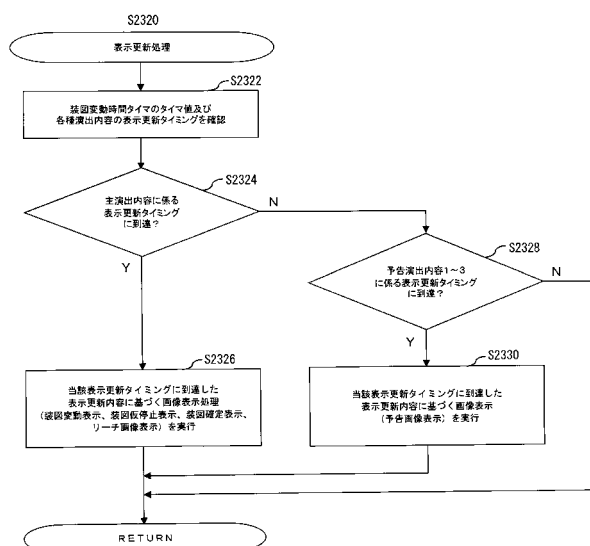 S2320
表示更新処理
S2322
装図変動時間タイマのタイマ値及び
各種演出内容の表示更新タイミングを確認
S2324
主演出内容に係る
表示更新タイミング
に到達？
N
Y
S2328
予告演出内容1～3
に係る表示更新タイミング
に到達？
N
Y
S2326
当該表示更新タイミングに到達した
表示更新内容に基づく画像表示処理
（装図変動表示、装図仮停止表示、装図確定表示、
リーチ画像表示）を実行
S2330
当該表示更新タイミングに到達した
表示更新内容に基づく画像表示
（予告画像表示）を実行
RETURN